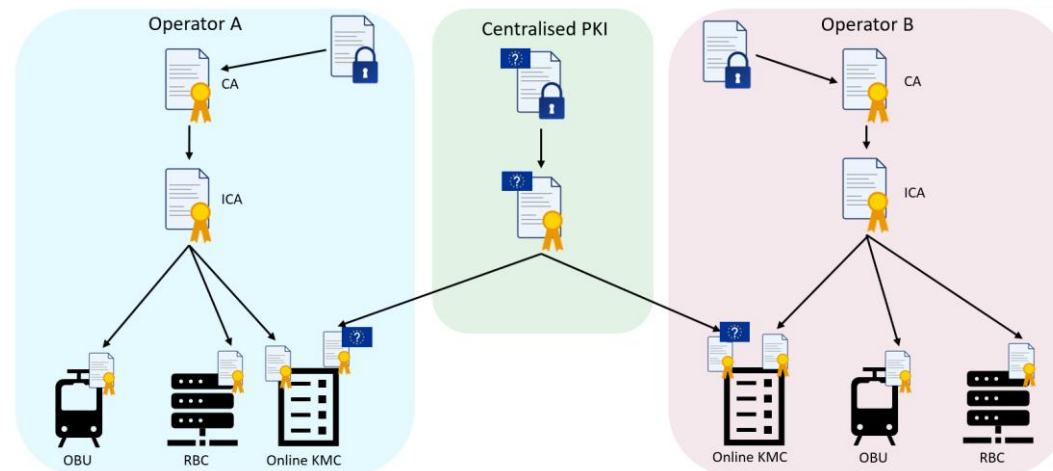 Operator A
Centralised PKI
Operator B
?
CA
CA
?
ICA
ICA
?
?
OBU
RBC
Online KMC
Online KMC
OBU
RBC